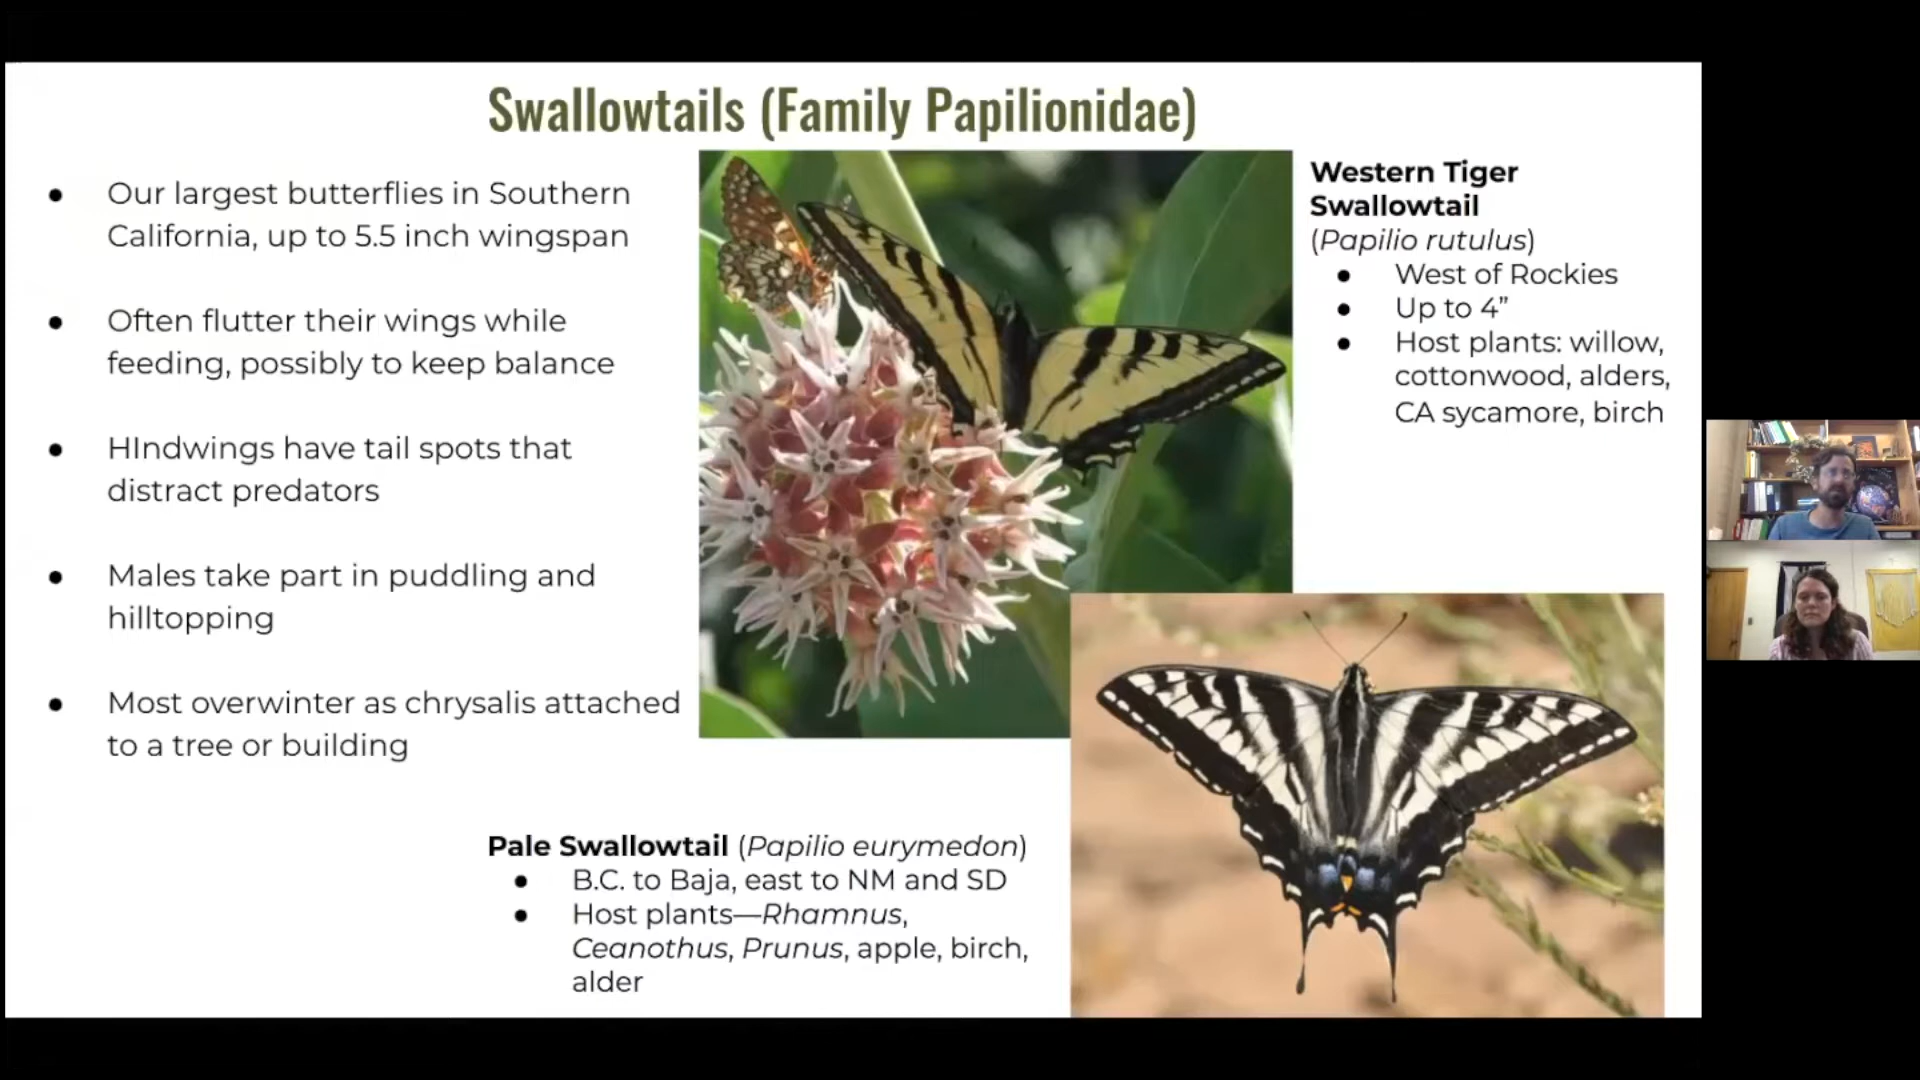 Swallowtails (Family Papilionidae)
● Our largest butterflies in Southern
California, up to 5.5 inch wingspan
● Often flutter their wings while
feeding, possibly to keep balance
● HIndwings have tail spots that
distract predators
● Males take part in puddling and
hilltopping
● Most overwinter as chrysalis attached
to a tree or building
Western Tiger
Swallowtail
(Papilio rutulus)
● West of Rockies
● Up to 4”
● Host plants: willow,
cottonwood, alders,
CA sycamore, birch
Pale Swallowtail (Papilio eurymedon)
● B.C. to Baja, east to NM and SD
● Host plants—Rhamnus,
Ceanothus, Prunus, apple, birch,
alder